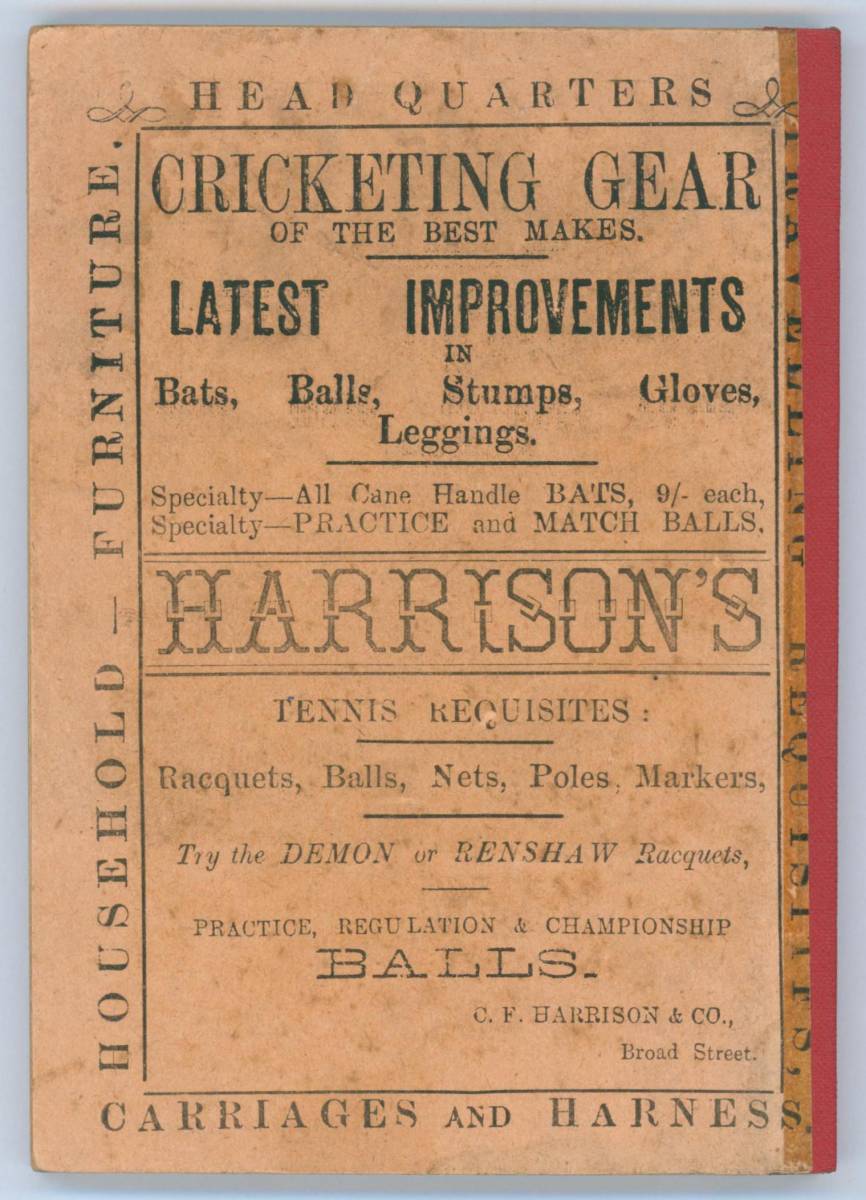 HEAD QUARTERS
CRICKETING GEAR
OF THE BEST MAKES.
LATEST IMPROVEMENTS
IN
Bats, Balls, Stumps, Gloves,
Leggings.
Specialty—All Cane Handle BATS, 9/- each,
Specialty—PRACTICE and MATCH BALLS.
HARRISON'S
TENNIS REQUISITES:
Racquets, Balls, Nets, Poles, Markers,
Try the DEMON or RENSHAW Racquets,
PRACTICE, REGULATION & CHAMPIONSHIP
BALLS.
C. F. HARRISON & CO.,
Broad Street.
CARRIAGES AND HARNESS.
HOUSEHOLD — FURNITURE.
TRAVELLING REQUISITES,